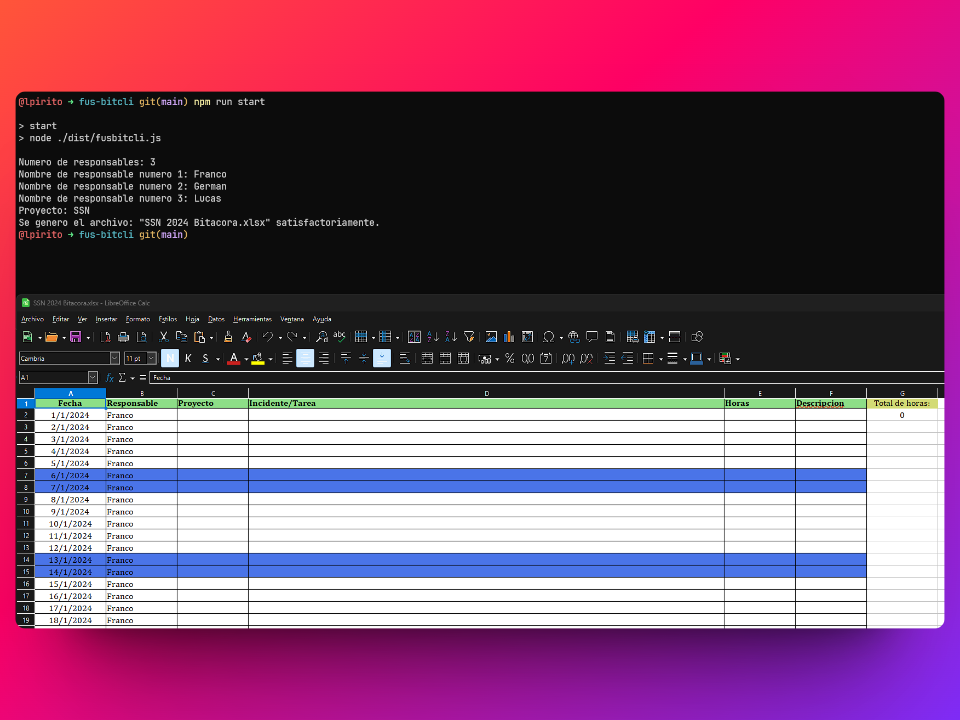 @lpirito → fus-bitcli git(main) npm run start
> start
> node ./dist/fusbitcli.js
Numero de responsables: 3
Nombre de responsable numero 1: Franco
Nombre de responsable numero 2: German
Nombre de responsable numero 3: Lucas
Proyecto: SSN
Se genero el archivo: "SSN 2024 Bitacora.xlsx" satisfactoriamente.
@lpirito → fus-bitcli git(main)
SSN 2024 Bitacora.xlsx - LibreOffice Calc
Archivo Editar Ver Insertar Formato Estilos Hoja Datos Herramientas Ventana Ayuda
Cambria 11 pt N K S
A1 fx Σ = Fecha
A B C D E F G
1 Fecha Responsable Proyecto Incidente/Tarea Horas Descripcion Total de horas:
2 1/1/2024 Franco 0
3 2/1/2024 Franco
4 3/1/2024 Franco
5 4/1/2024 Franco
6 5/1/2024 Franco
7 6/1/2024 Franco
8 7/1/2024 Franco
9 8/1/2024 Franco
10 9/1/2024 Franco
11 10/1/2024 Franco
12 11/1/2024 Franco
13 12/1/2024 Franco
14 13/1/2024 Franco
15 14/1/2024 Franco
16 15/1/2024 Franco
17 16/1/2024 Franco
18 17/1/2024 Franco
19 18/1/2024 Franco